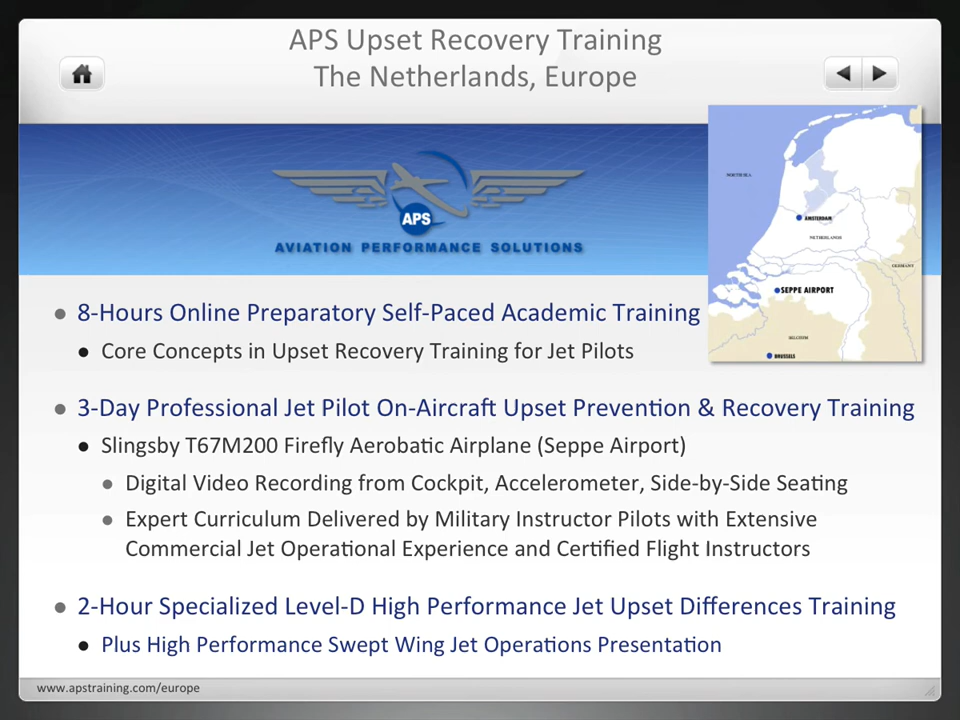 APS Upset Recovery Training
The Netherlands, Europe
APS
AVIATION PERFORMANCE SOLUTIONS
NORTH SEA
AMSTERDAM
NETHERLANDS
GERMANY
SEPPE AIRPORT
BELGIUM
BRUSSELS
8-Hours Online Preparatory Self-Paced Academic Training
Core Concepts in Upset Recovery Training for Jet Pilots
3-Day Professional Jet Pilot On-Aircraft Upset Prevention & Recovery Training
Slingsby T67M200 Firefly Aerobatic Airplane (Seppe Airport)
Digital Video Recording from Cockpit, Accelerometer, Side-by-Side Seating
Expert Curriculum Delivered by Military Instructor Pilots with Extensive
Commercial Jet Operational Experience and Certified Flight Instructors
2-Hour Specialized Level-D High Performance Jet Upset Differences Training
Plus High Performance Swept Wing Jet Operations Presentation
www.apstraining.com/europe